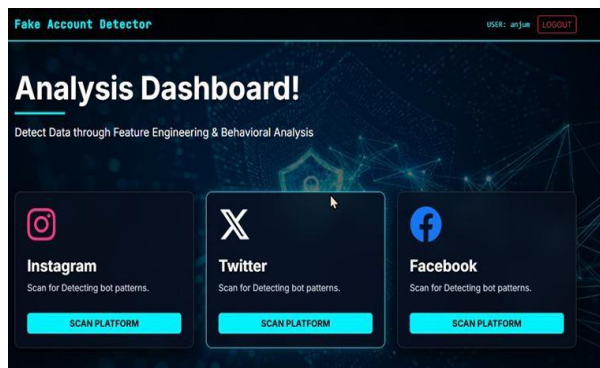 Fake Account Detector
USER: anjum
LOGOUT
Analysis Dashboard!
Detect Data through Feature Engineering & Behavioral Analysis
Instagram
Scan for Detecting bot patterns.
SCAN PLATFORM
Twitter
Scan for Detecting bot patterns.
SCAN PLATFORM
Facebook
Scan for Detecting bot patterns.
SCAN PLATFORM